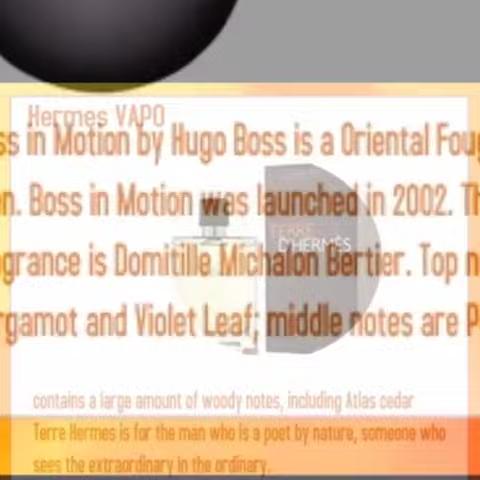 Hermes VAPO
ss in Motion by Hugo Boss is a Oriental Foug
en. Boss in Motion was launched in 2002. Th
agrance is Domitille Michalon Bertier. Top n
rgamot and Violet Leaf; middle notes are P
TERRE
D'HERMÈS
contains a large amount of woody notes, including Atlas cedar
Terre Hermes is for the man who is a poet by nature, someone who
sees the extraordinary in the ordinary.